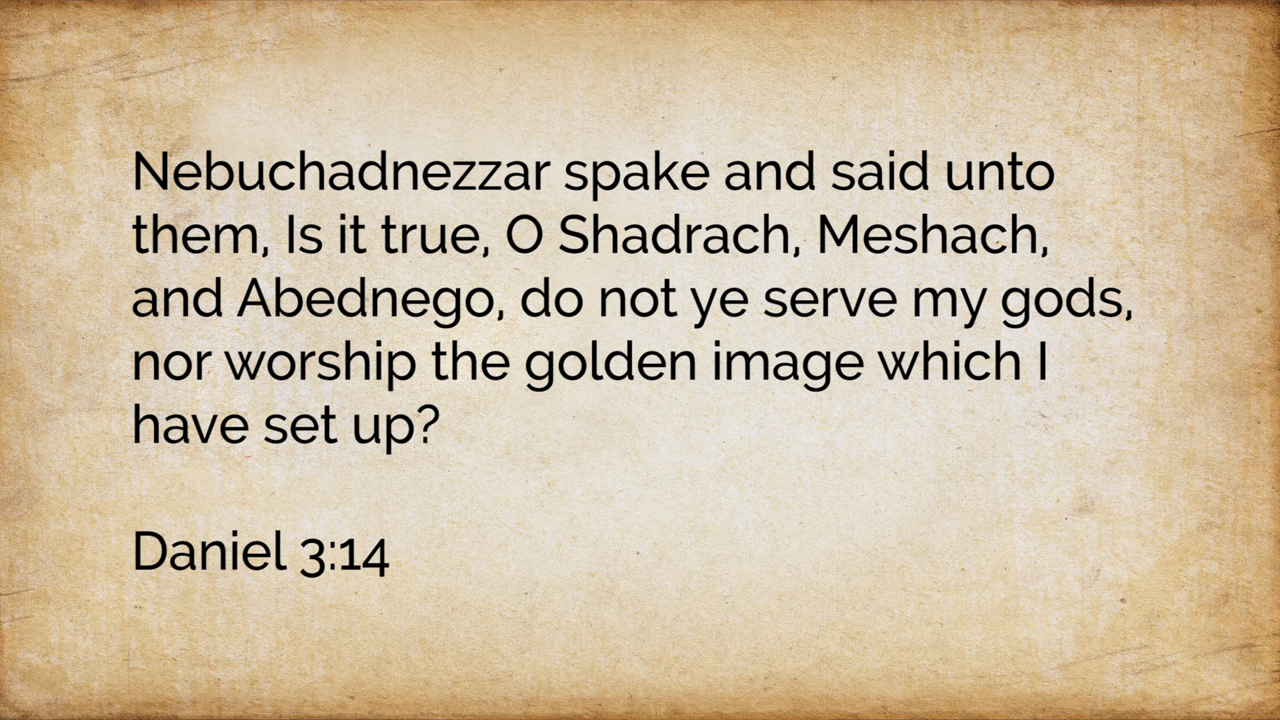 Nebuchadnezzar spake and said unto
them, Is it true, O Shadrach, Meshach,
and Abednego, do not ye serve my gods,
nor worship the golden image which I
have set up?
Daniel 3:14